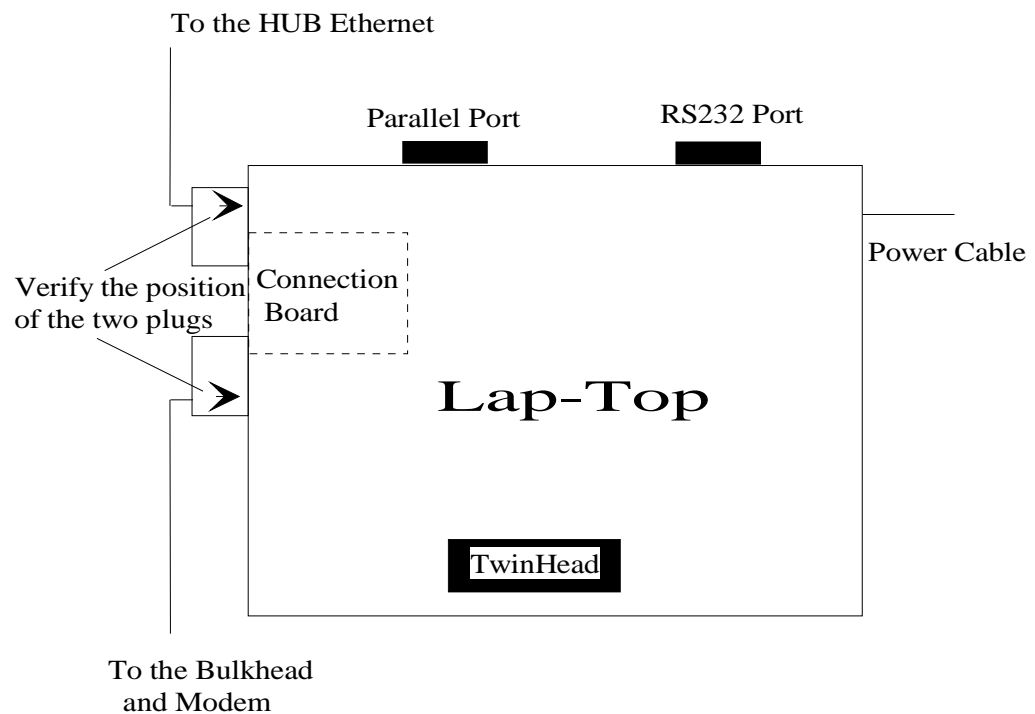 To the HUB Ethernet
Parallel Port
RS232 Port
Power Cable
Verify the position
of the two plugs
Connection
Board
Lap-Top
TwinHead
To the Bulkhead
and Modem